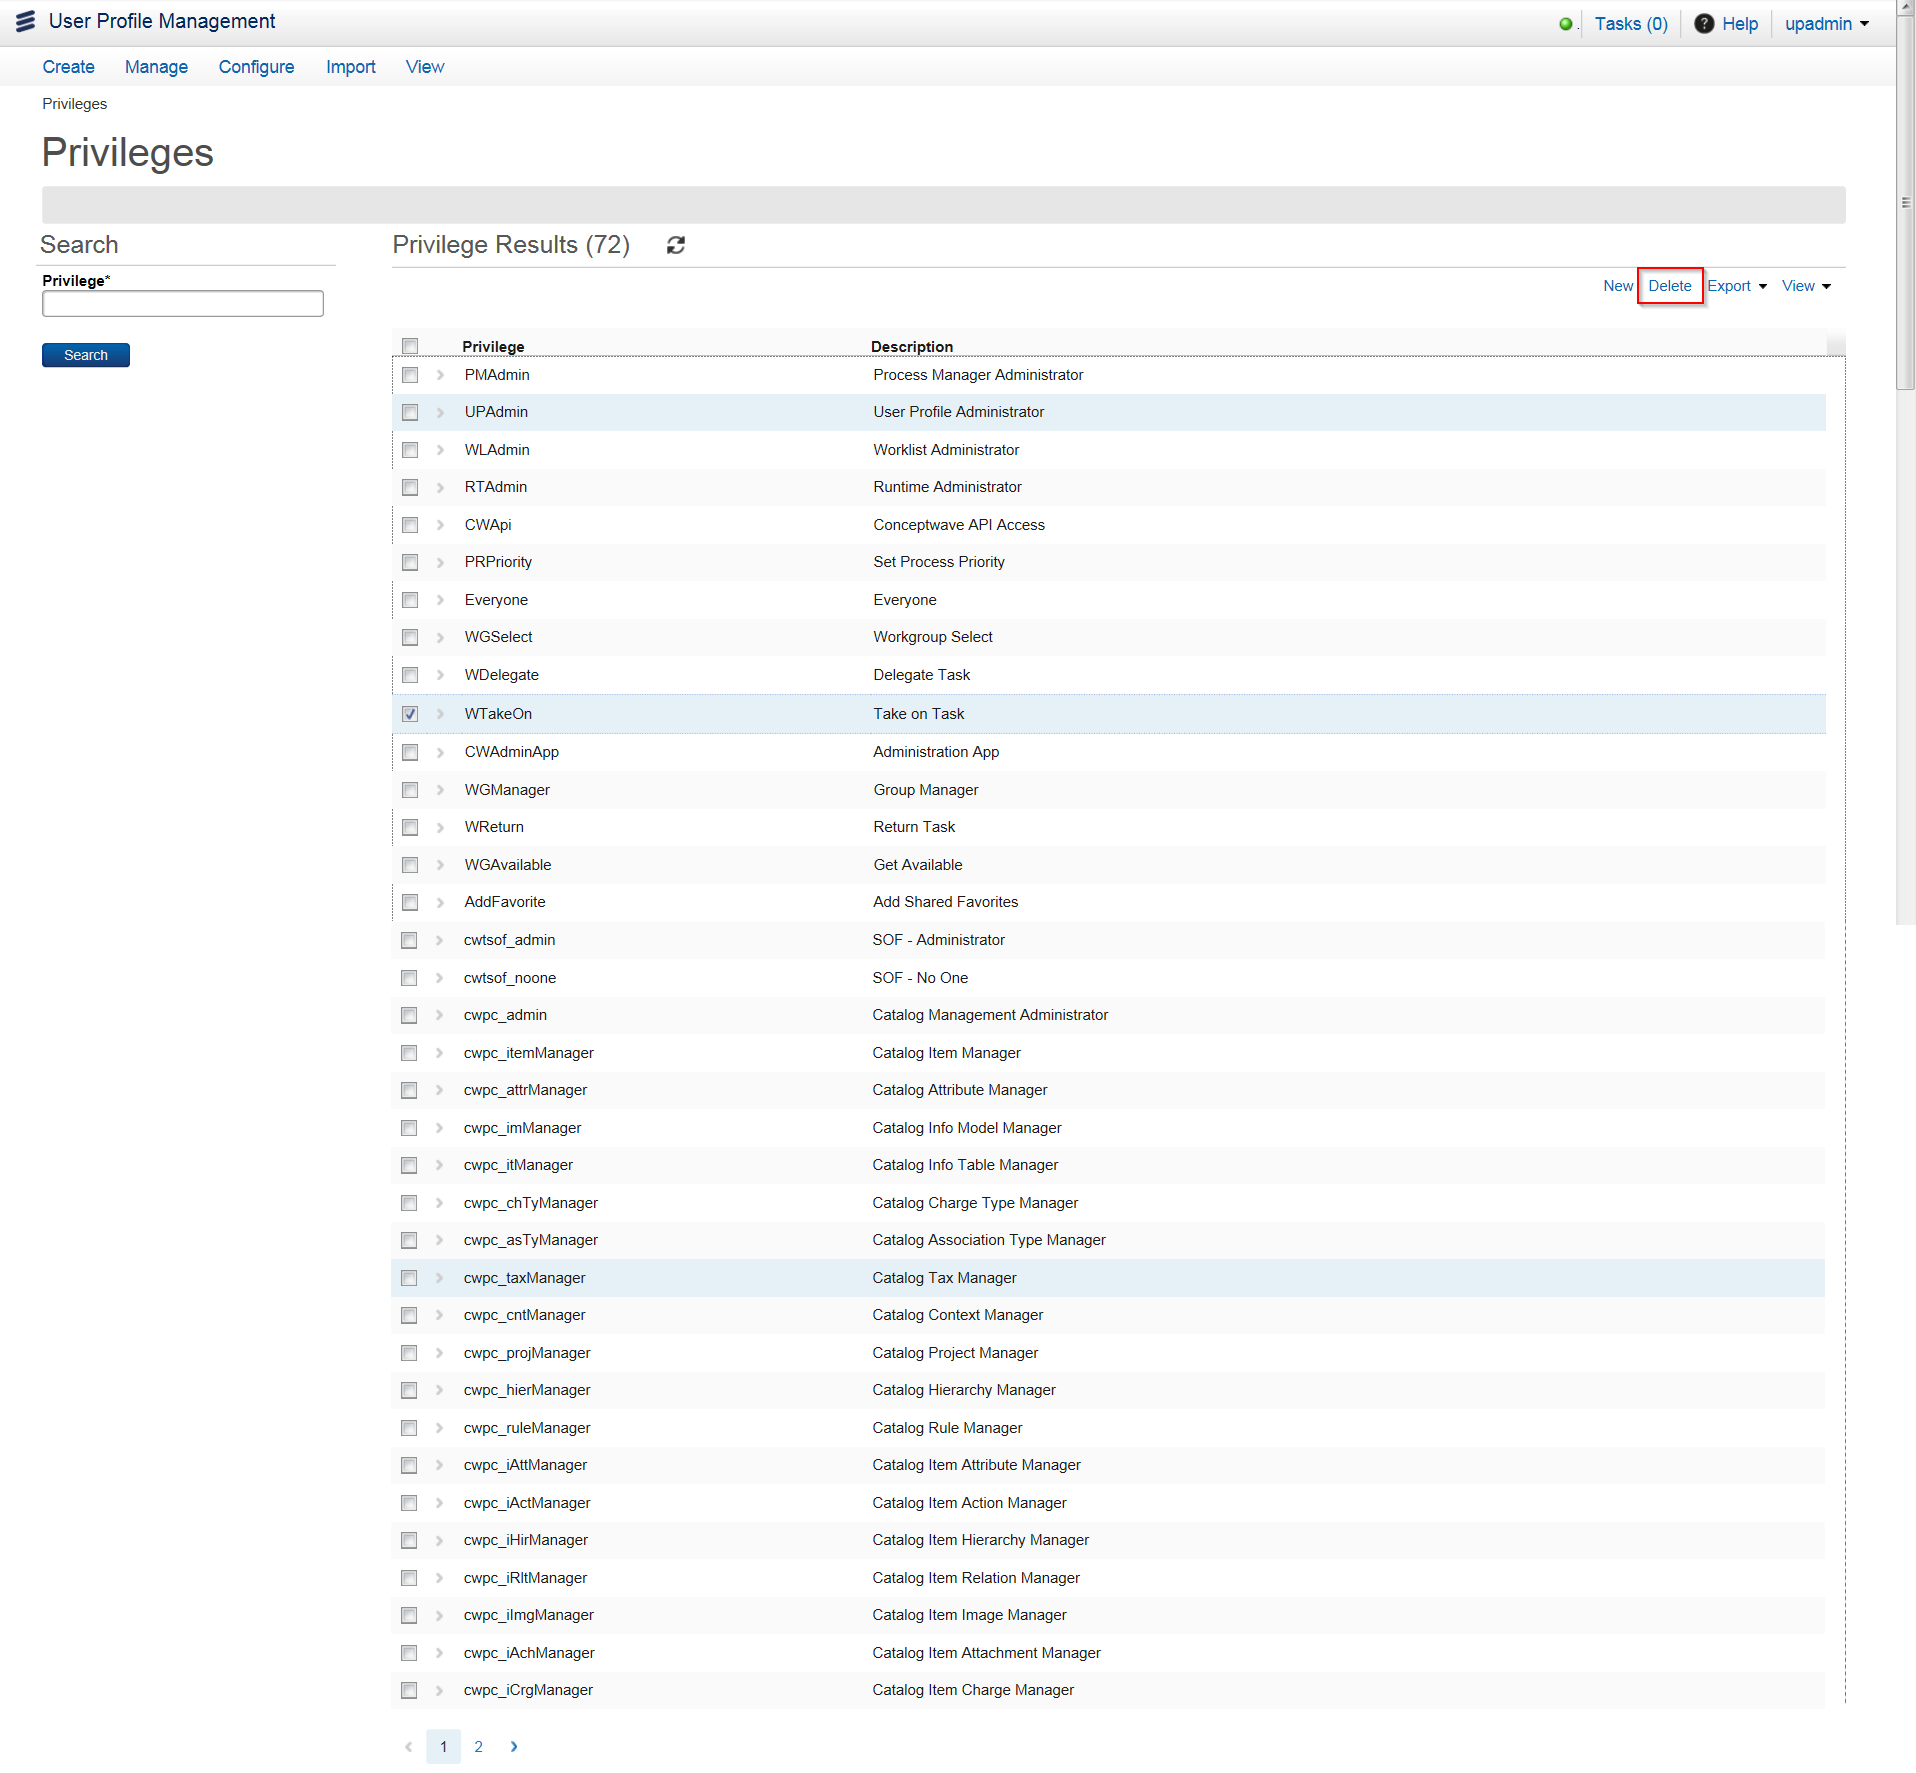 User Profile Management
Tasks (0)
Help
upadmin
Create Manage Configure Import View
Privileges
Privileges
Search
Privilege*
Search
Privilege Results (72)
New Delete Export View
Privilege Description
PMAdmin Process Manager Administrator
UPAdmin User Profile Administrator
WLAdmin Worklist Administrator
RTAdmin Runtime Administrator
CWApi Conceptwave API Access
PRPriority Set Process Priority
Everyone Everyone
WGSelect Workgroup Select
WDelegate Delegate Task
WTakeOn Take on Task
CWAdminApp Administration App
WGManager Group Manager
WReturn Return Task
WGAvailable Get Available
AddFavorite Add Shared Favorites
cwtsof_admin SOF - Administrator
cwtsof_noone SOF - No One
cwpc_admin Catalog Management Administrator
cwpc_itemManager Catalog Item Manager
cwpc_attrManager Catalog Attribute Manager
cwpc_imManager Catalog Info Model Manager
cwpc_itManager Catalog Info Table Manager
cwpc_chTyManager Catalog Charge Type Manager
cwpc_asTyManager Catalog Association Type Manager
cwpc_taxManager Catalog Tax Manager
cwpc_cntManager Catalog Context Manager
cwpc_projManager Catalog Project Manager
cwpc_hierManager Catalog Hierarchy Manager
cwpc_ruleManager Catalog Rule Manager
cwpc_iAttManager Catalog Item Attribute Manager
cwpc_iActManager Catalog Item Action Manager
cwpc_iHirManager Catalog Item Hierarchy Manager
cwpc_iRltManager Catalog Item Relation Manager
cwpc_iImgManager Catalog Item Image Manager
cwpc_iAchManager Catalog Item Attachment Manager
cwpc_iCrgManager Catalog Item Charge Manager
1 2